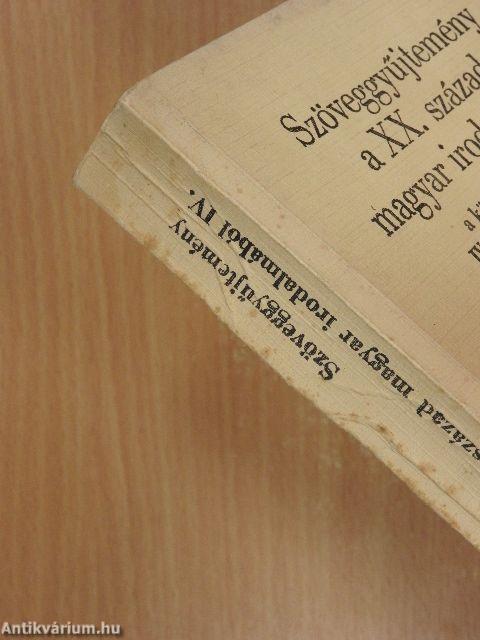 Szöveggyűjtemény
a XX. század
magyar irod
a k
Szöveggyűjtemény
század magyar irodalmából IV.
Antikvárium.hu